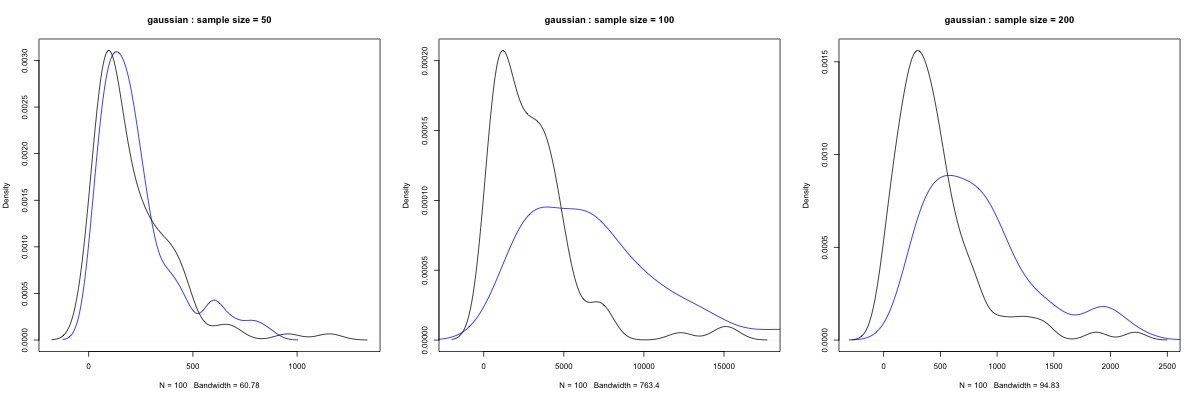 gaussian : sample size = 50
Density
0.0000 0.0005 0.0010 0.0015 0.0020 0.0025 0.0030
0 500 1000
N = 100 Bandwidth = 60.78
gaussian : sample size = 100
Density
0.00000 0.00005 0.00010 0.00015 0.00020
0 5000 10000 15000
N = 100 Bandwidth = 763.4
gaussian : sample size = 200
Density
0.0000 0.0005 0.0010 0.0015
0 500 1000 1500 2000 2500
N = 100 Bandwidth = 94.83